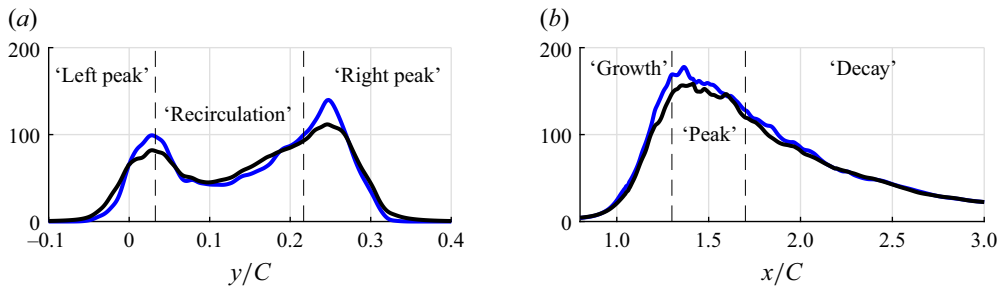 (a)
200
100
0
‘Left peak’
‘Recirculation’
‘Right peak’
–0.1
0
0.1
0.2
0.3
0.4
y/C
(b)
200
100
0
‘Growth’
‘Peak’
‘Decay’
1.0
1.5
2.0
2.5
3.0
x/C